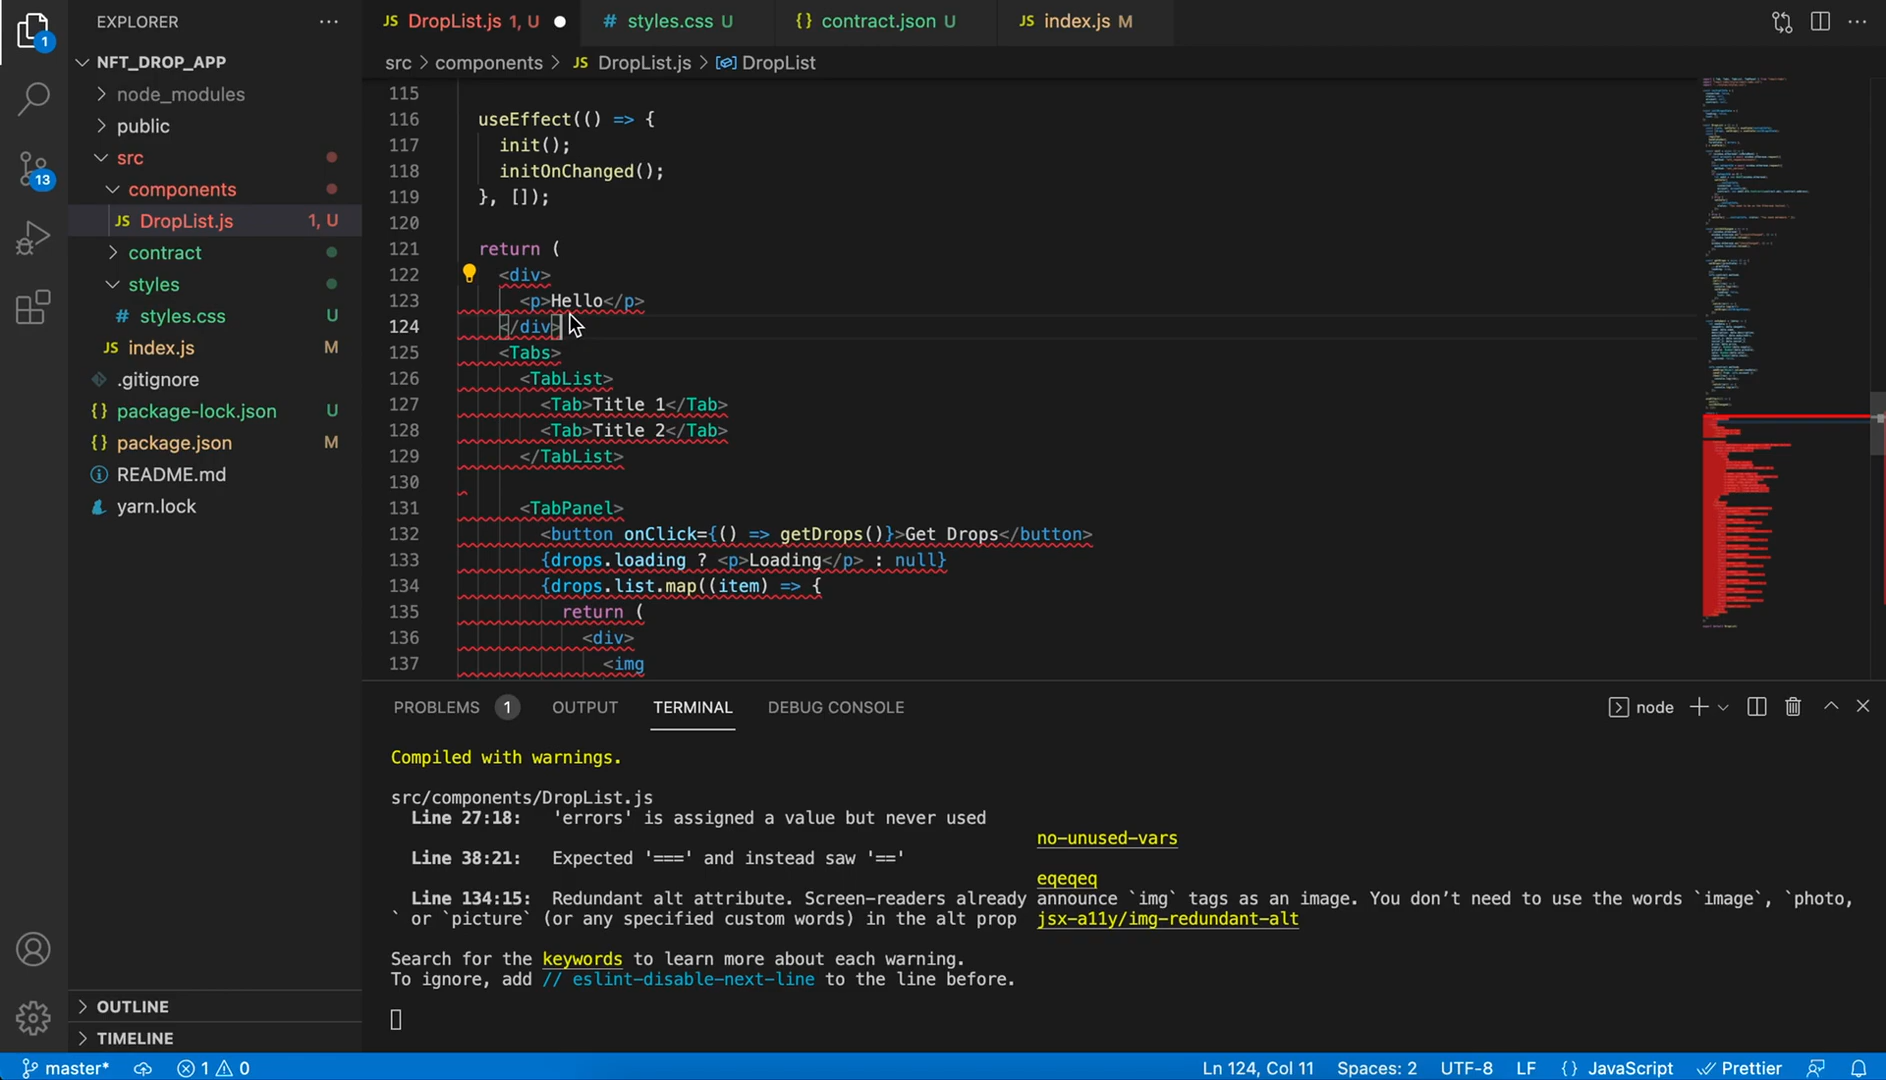 EXPLORER
JS DropList.js 1, U
# styles.css U
{} contract.json U
JS index.js M
1
NFT_DROP_APP
node_modules
public
src
components
JS DropList.js 1, U
contract
styles
# styles.css U
JS index.js M
.gitignore
{} package-lock.json U
{} package.json M
README.md
yarn.lock
13
OUTLINE
TIMELINE
src > components > JS DropList.js > DropList
115
116 useEffect(() => {
117 init();
118 initOnChanged();
119 }, []);
120
121 return (
122 <div>
123 <p>Hello</p>
124 </div>
125 <Tabs>
126 <TabList>
127 <Tab>Title 1</Tab>
128 <Tab>Title 2</Tab>
129 </TabList>
130
131 <TabPanel>
132 <button onClick={() => getDrops()}>Get Drops</button>
133 {drops.loading ? <p>Loading</p> : null}
134 {drops.list.map((item) => {
135 return (
136 <div>
137 <img
PROBLEMS 1 OUTPUT TERMINAL DEBUG CONSOLE
node
Compiled with warnings.
src/components/DropList.js
Line 27:18: 'errors' is assigned a value but never used
no-unused-vars
Line 38:21: Expected '===' and instead saw '=='
eqeqeq
Line 134:15: Redundant alt attribute. Screen-readers already announce `img` tags as an image. You don’t need to use the words `image`, `photo,
` or `picture` (or any specified custom words) in the alt prop jsx-a11y/img-redundant-alt
Search for the keywords to learn more about each warning.
To ignore, add // eslint-disable-next-line to the line before.
master* 1 0 Ln 124, Col 11 Spaces: 2 UTF-8 LF {} JavaScript Prettier